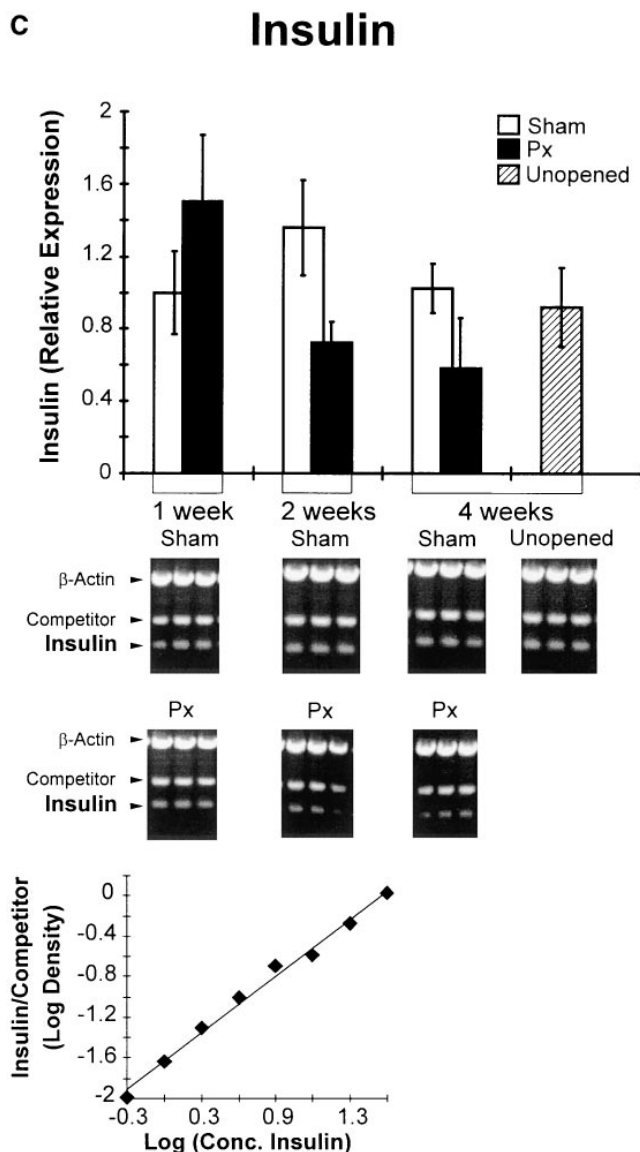 c
Insulin
Insulin (Relative Expression)
2
1.6
1.2
0.8
0.4
0
Sham
Px
Unopened
1 week 2 weeks 4 weeks
Sham Sham Sham Unopened
β-Actin
Competitor
Insulin
Px Px Px
β-Actin
Competitor
Insulin
Insulin/Competitor
(Log Density)
0
-0.4
-0.8
-1.2
-1.6
-2
-0.3 0.3 0.9 1.3
Log (Conc. Insulin)